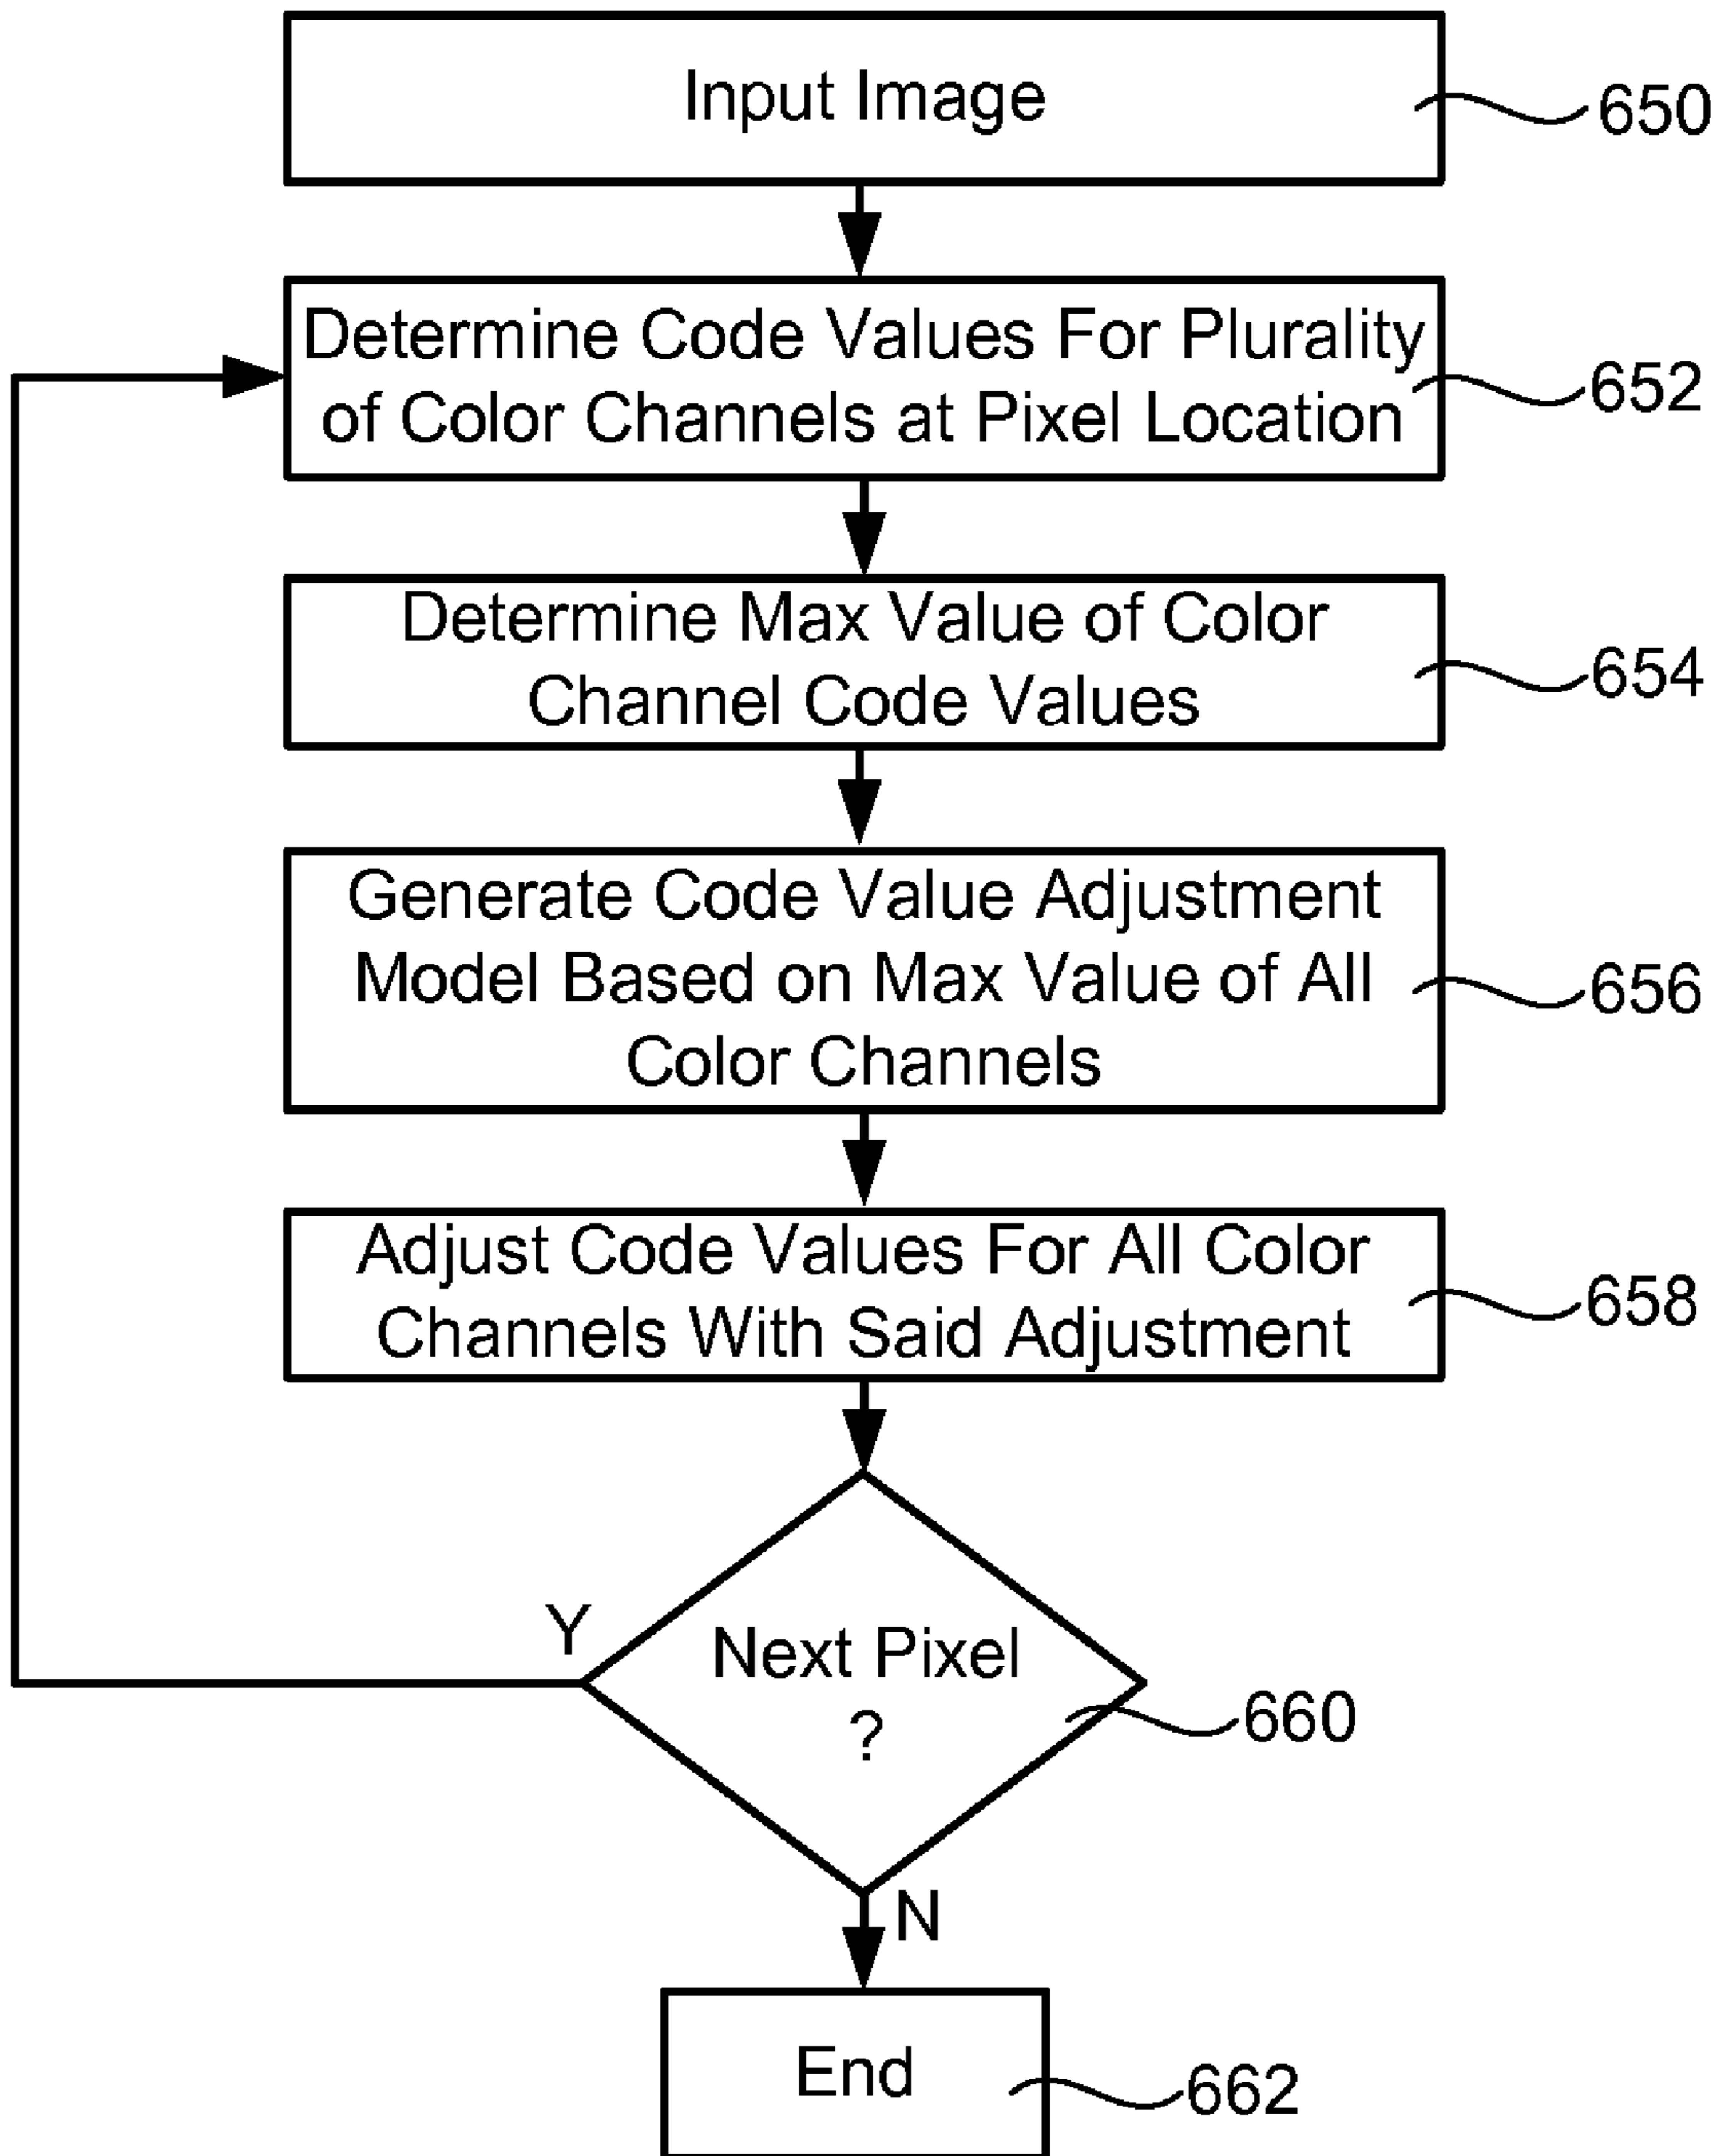 Input Image
650
Determine Code Values For Plurality
of Color Channels at Pixel Location
652
Determine Max Value of Color
Channel Code Values
654
Generate Code Value Adjustment
Model Based on Max Value of All
Color Channels
656
Adjust Code Values For All Color
Channels With Said Adjustment
658
Y
Next Pixel
?
660
N
End
662